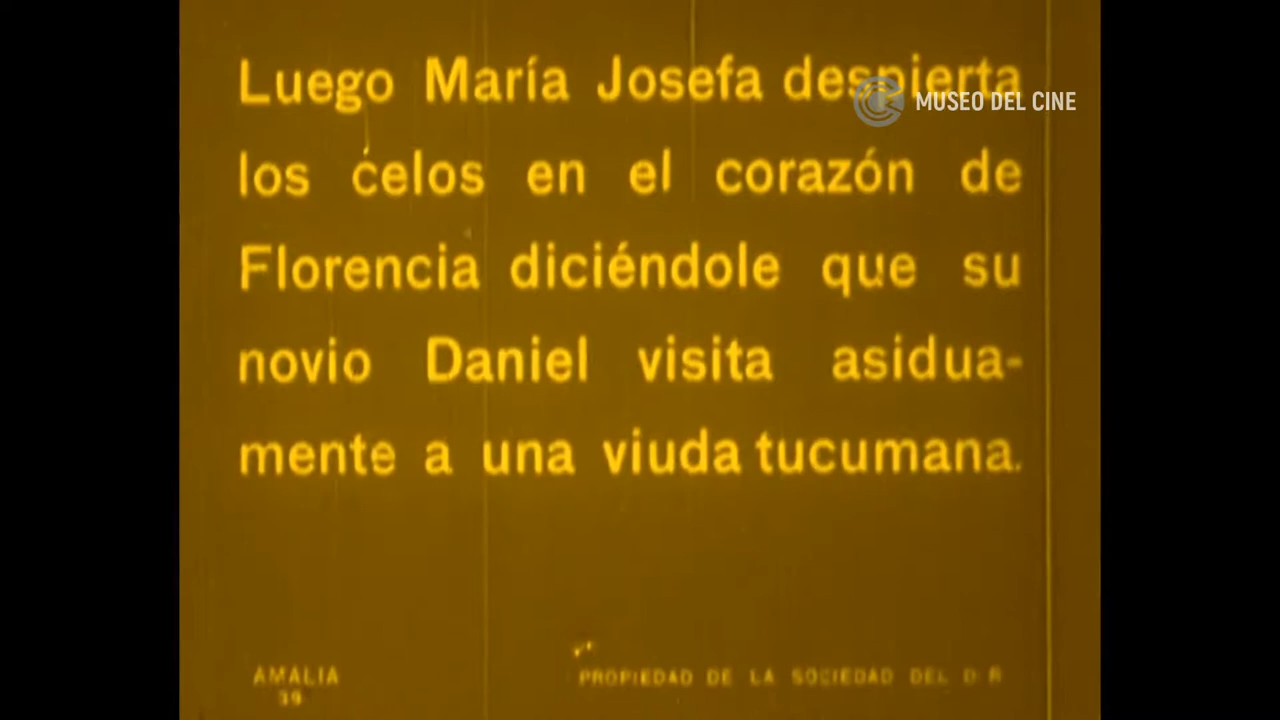 Luego María Josefa despierta
MUSEO DEL CINE
los celos en el corazón de
Florencia diciéndole que su
novio Daniel visita asidua-
mente a una viuda tucumana.
AMALIA
39
PROPIEDAD DE LA SOCIEDAD DEL D R